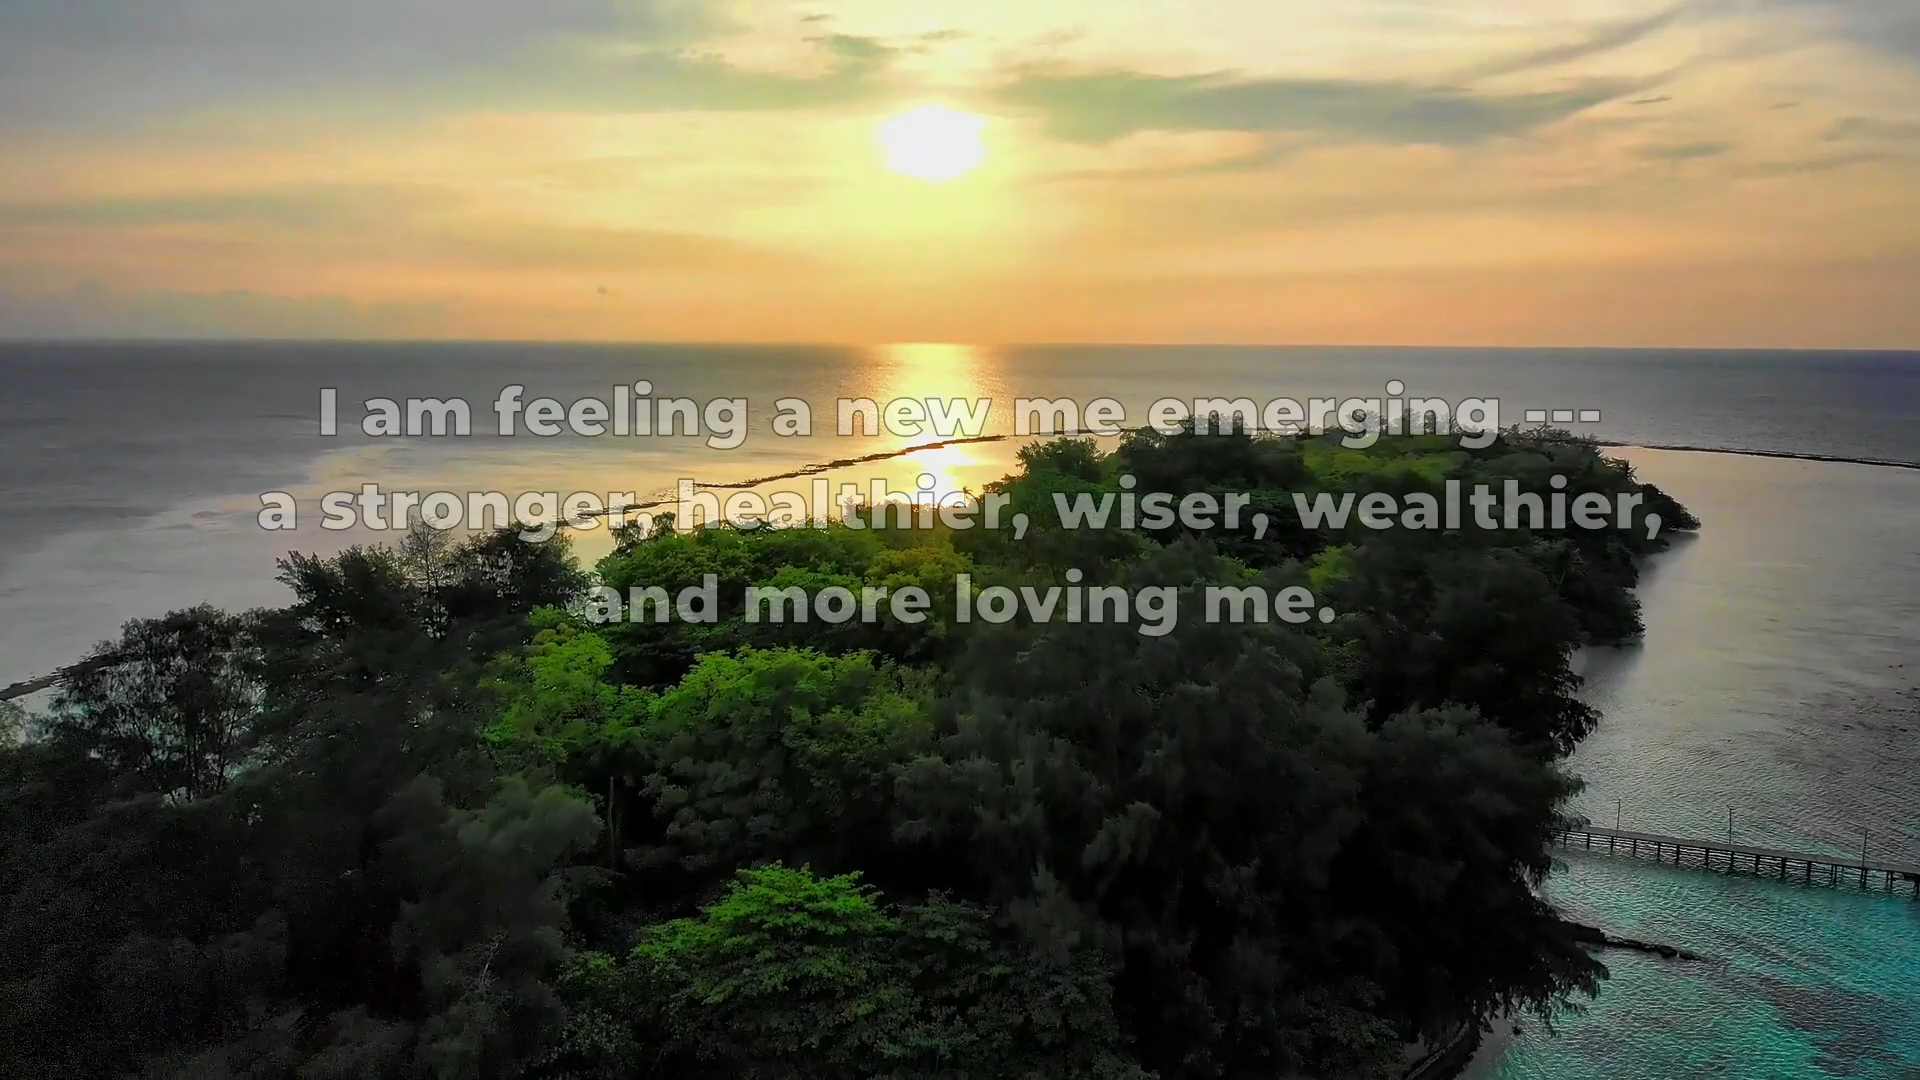 I am feeling a new me emerging ---
a stronger, healthier, wiser, wealthier,
and more loving me.